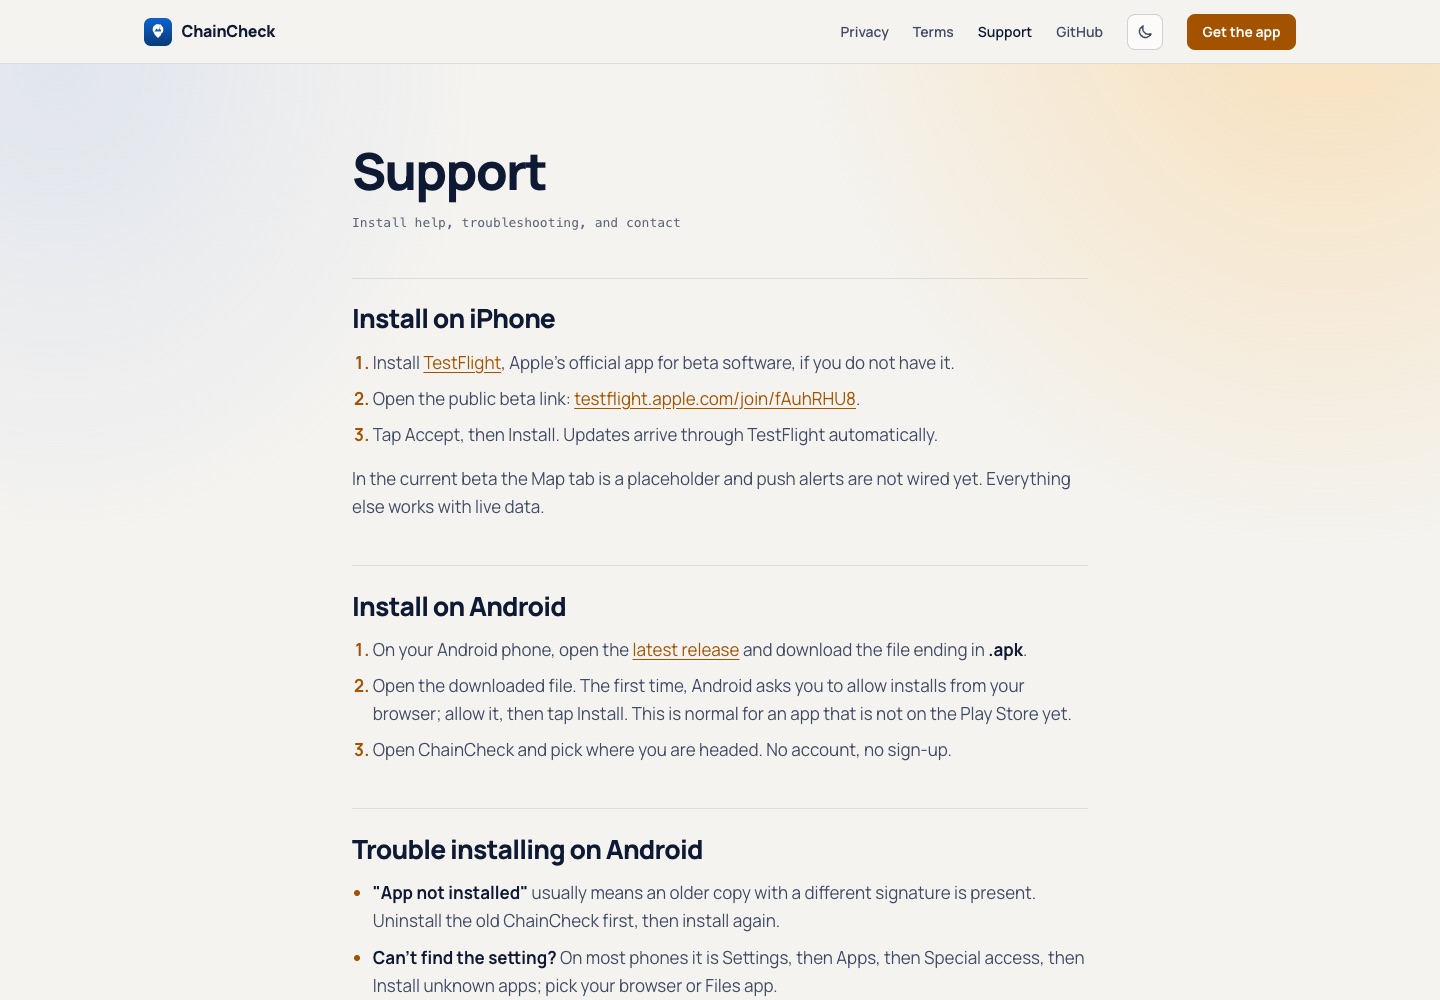 ChainCheck
Privacy
Terms
Support
GitHub
Get the app
Support
Install help, troubleshooting, and contact
Install on iPhone
1. Install TestFlight, Apple's official app for beta software, if you do not have it.
2. Open the public beta link: testflight.apple.com/join/fAuhRHU8.
3. Tap Accept, then Install. Updates arrive through TestFlight automatically.
In the current beta the Map tab is a placeholder and push alerts are not wired yet. Everything
else works with live data.
Install on Android
1. On your Android phone, open the latest release and download the file ending in .apk.
2. Open the downloaded file. The first time, Android asks you to allow installs from your
browser; allow it, then tap Install. This is normal for an app that is not on the Play Store yet.
3. Open ChainCheck and pick where you are headed. No account, no sign-up.
Trouble installing on Android
• "App not installed" usually means an older copy with a different signature is present.
Uninstall the old ChainCheck first, then install again.
• Can't find the setting? On most phones it is Settings, then Apps, then Special access, then
Install unknown apps; pick your browser or Files app.